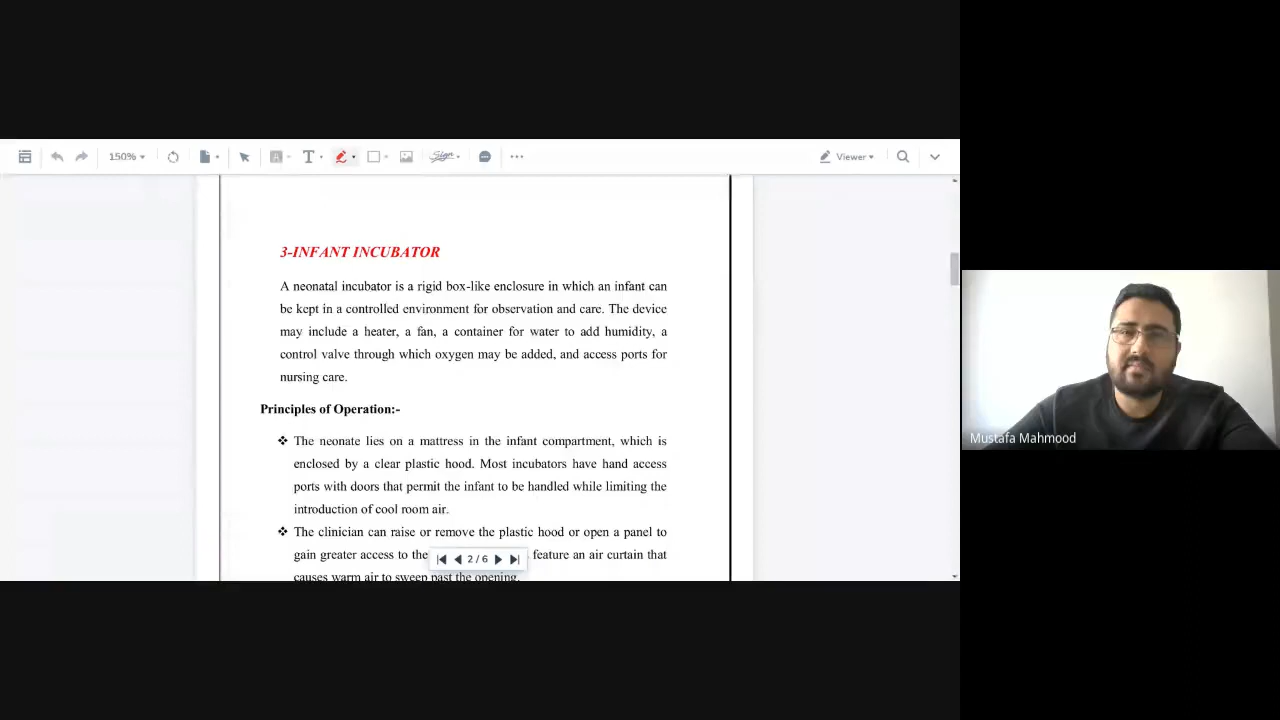 150%
T
Sign
Viewer
3-INFANT INCUBATOR
A neonatal incubator is a rigid box-like enclosure in which an infant can
be kept in a controlled environment for observation and care. The device
may include a heater, a fan, a container for water to add humidity, a
control valve through which oxygen may be added, and access ports for
nursing care.
Principles of Operation:-
❖ The neonate lies on a mattress in the infant compartment, which is
enclosed by a clear plastic hood. Most incubators have hand access
ports with doors that permit the infant to be handled while limiting the
introduction of cool room air.
❖ The clinician can raise or remove the plastic hood or open a panel to
gain greater access to the feature an air curtain that
causes warm air to sweep past the opening.
2 / 6
Mustafa Mahmood